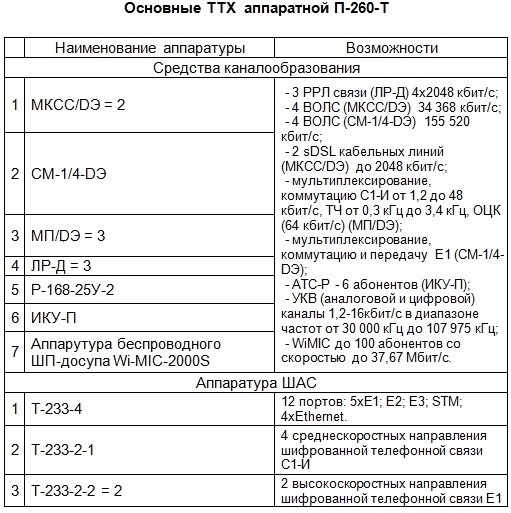 Основные ТТХ аппаратной П-260-Т
Наименование аппаратуры
Возможности
Средства каналообразования
1
МКСС/DЭ = 2
2
СМ-1/4-DЭ
3
МП/DЭ = 3
4
ЛР-Д = 3
5
Р-168-25У-2
6
ИКУ-П
7
Аппурутура беспроводного
ШП-досупа Wi-MIC-2000S
- 3 РРЛ связи (ЛР-Д) 4х2048 кбит/с;
- 4 ВОЛС (МКСС/DЭ) 34 368 кбит/с;
- 4 ВОЛС (СМ-1/4-DЭ) 155 520
кбит/с;
- 2 sDSL кабельных линий
(МКСС/DЭ) до 2048 кбит/с;
- мультиплексирование,
коммутацию С1-И от 1,2 до 48
кбит/с, ТЧ от 0,3 кГц до 3,4 кГц, ОЦК
(64 кбит/с) (МП/DЭ);
- мультиплексирование,
коммутацию и передачу Е1 (СМ-1/4-
DЭ);
- АТС-Р - 6 абонентов (ИКУ-П);
- УКВ (аналоговой и цифровой)
каналы 1,2-16кбит/с в диапазоне
частот от 30 000 кГц до 107 975 кГц;
- WiMIC до 100 абонентов со
скоростью до 37,67 Мбит/с.
Аппаратура ШАС
1
Т-233-4
12 портов: 5хЕ1; Е2; Е3; STM;
4хEthernet.
2
Т-233-2-1
4 среднескоростных направления
шифрованной телефонной связи
С1-И
3
Т-233-2-2 = 2
2 высокоскоростных направления
шифрованной телефонной связи Е1